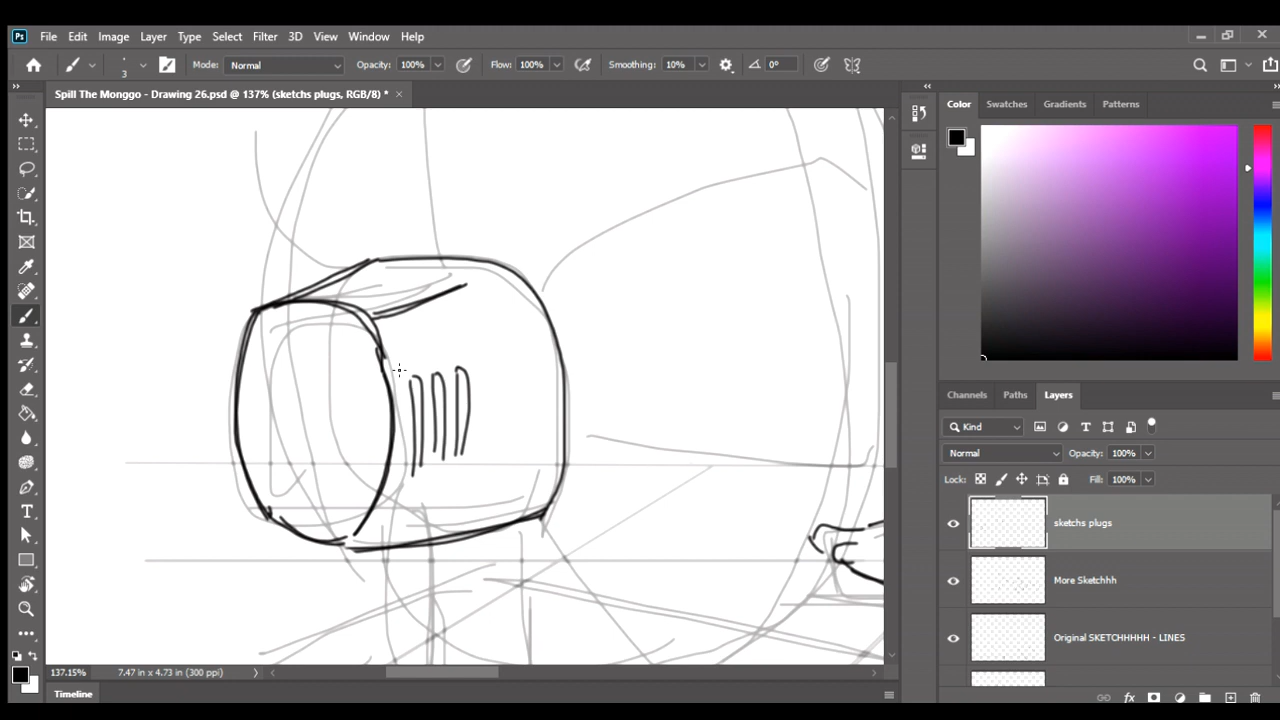 Ps File Edit Image Layer Type Select Filter 3D View Window Help
3 Mode: Normal Opacity: 100% Flow: 100% Smoothing: 10% 0°
Spill The Monggo - Drawing 26.psd @ 137% (sketchs plugs, RGB/8) * ×
Color Swatches Gradients Patterns
Channels Paths Layers
Kind
Normal Opacity: 100%
Lock: Fill: 100%
sketchs plugs
More Sketchhh
Original SKETCHHHHH - LINES
137.15% 7.47 in x 4.73 in (300 ppi)
Timeline